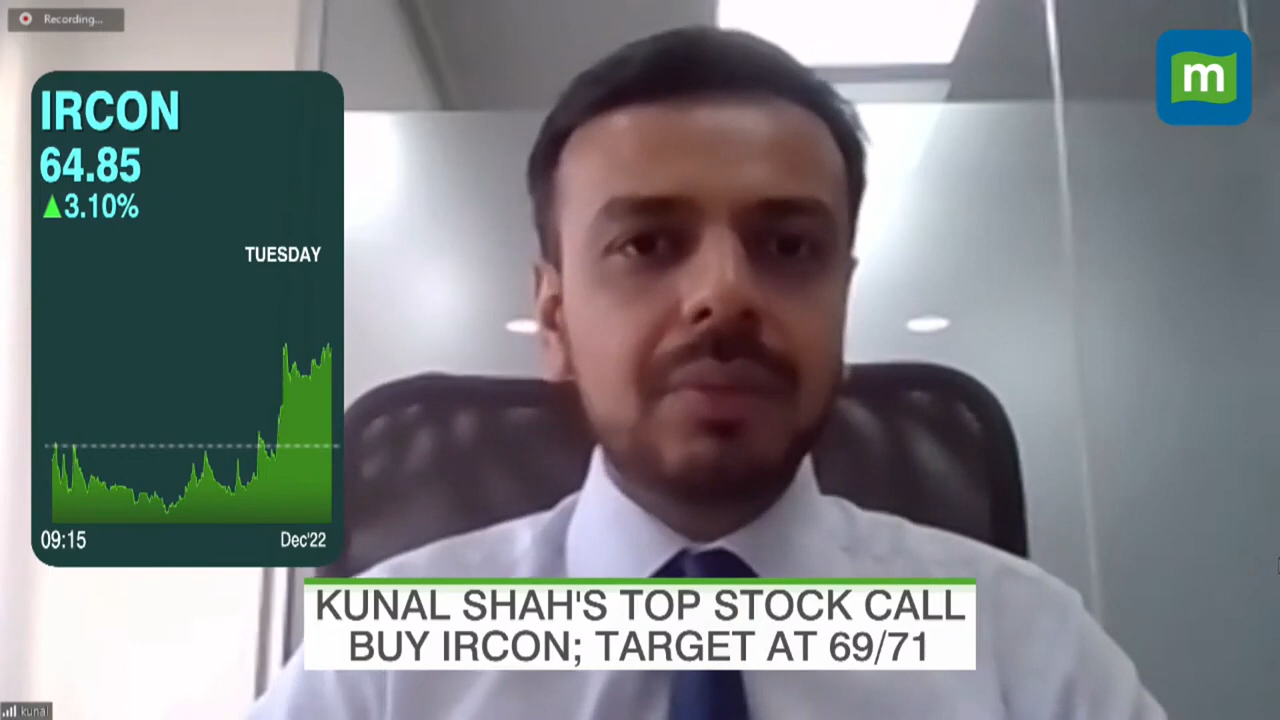 Recording...
m
IRCON
64.85
▲3.10%
TUESDAY
09:15
Dec'22
KUNAL SHAH'S TOP STOCK CALL
BUY IRCON; TARGET AT 69/71
kunal